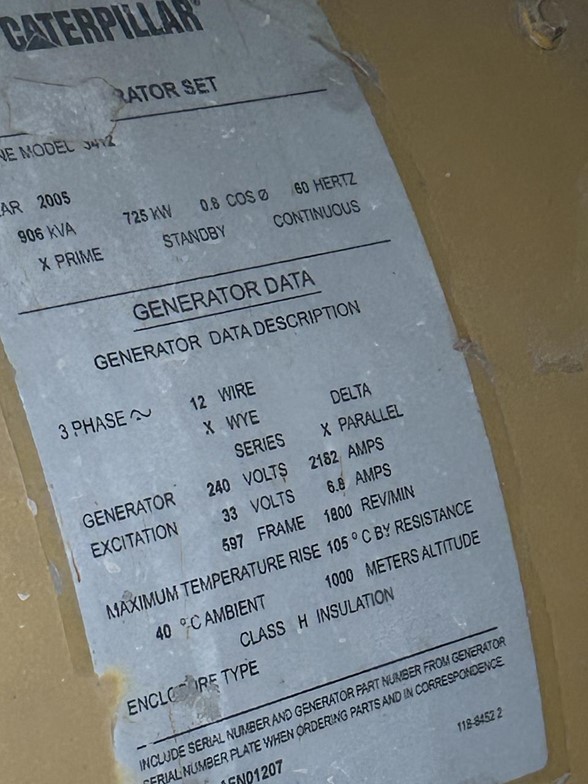 CATERPILLAR®
RATOR SET
NE MODEL 3412
AR 2005
906 kVA 725 kW 0.8 COS Ø 60 HERTZ
X PRIME STANDBY CONTINUOUS
GENERATOR DATA
GENERATOR DATA DESCRIPTION
3 PHASE ~ 12 WIRE
X WYE DELTA
SERIES X PARALLEL
GENERATOR 240 VOLTS 2182 AMPS
EXCITATION 33 VOLTS 6.8 AMPS
597 FRAME 1800 REV/MIN
MAXIMUM TEMPERATURE RISE 105 °C BY RESISTANCE
40 °C AMBIENT 1000 METERS ALTITUDE
CLASS H INSULATION
ENCLOSURE TYPE
INCLUDE SERIAL NUMBER AND GENERATOR PART NUMBER FROM GENERATOR
SERIAL NUMBER PLATE WHEN ORDERING PARTS AND IN CORRESPONDENCE.
118-8452 2